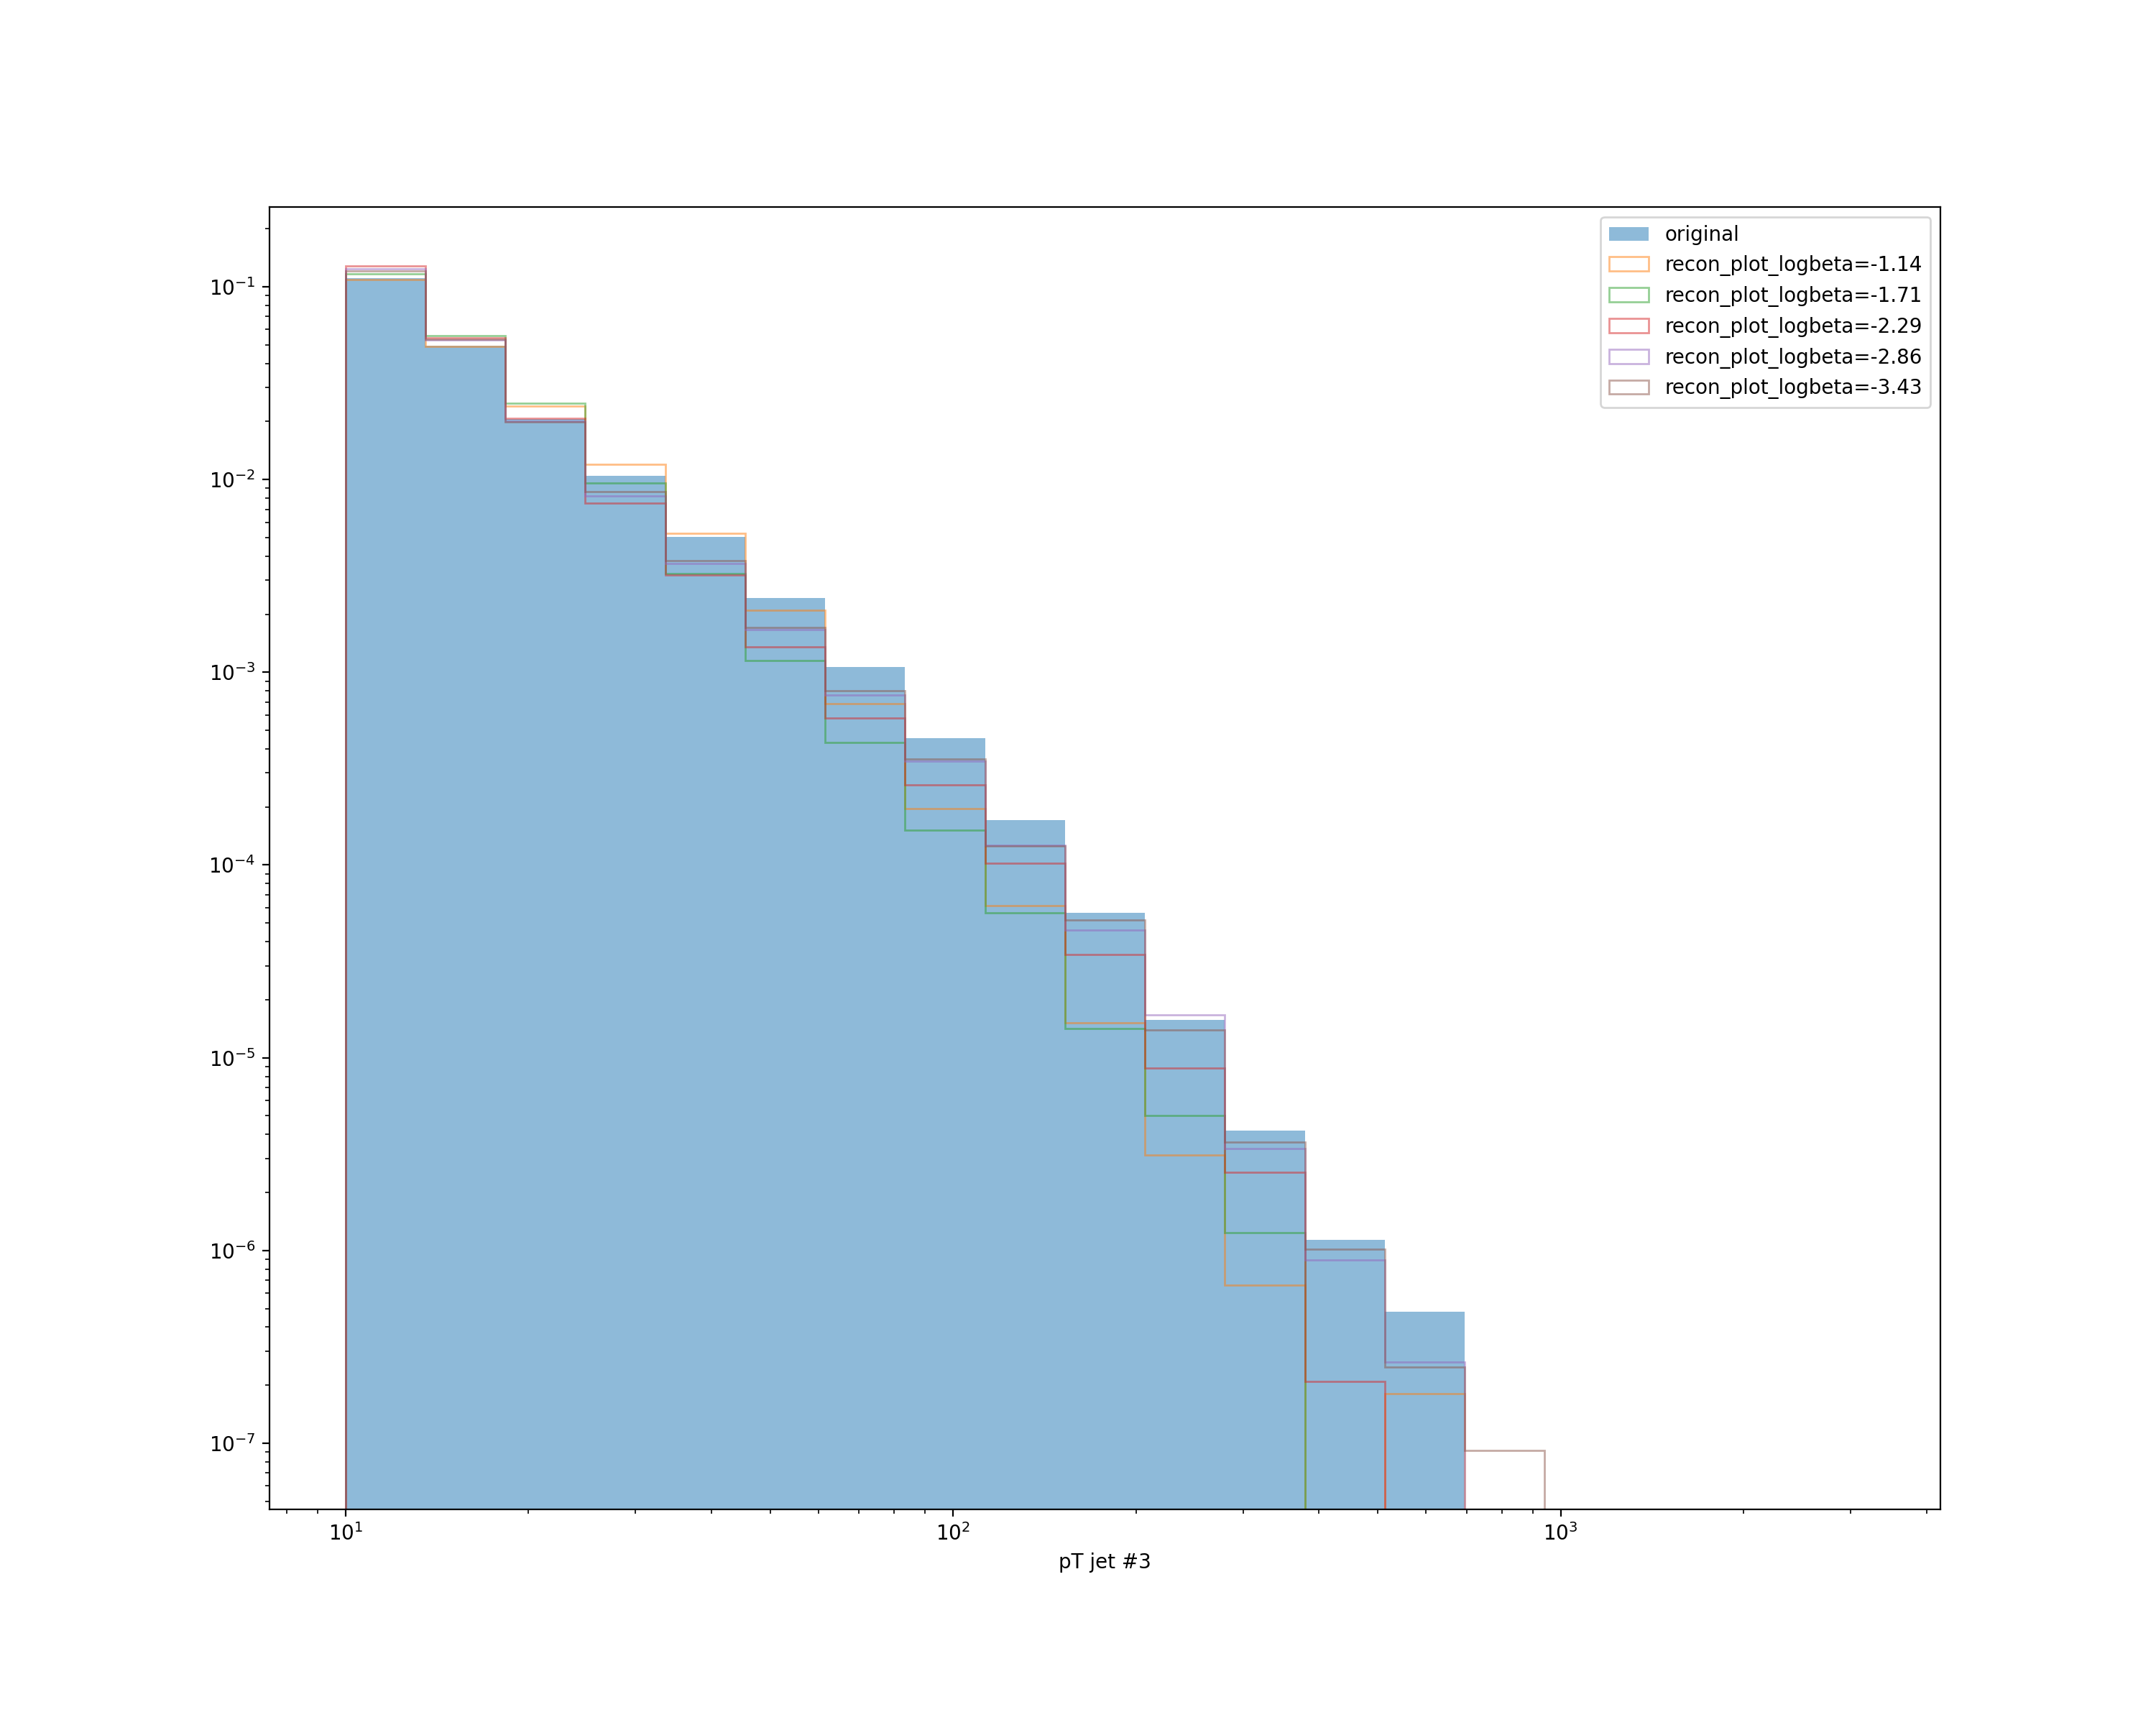 original
recon_plot_logbeta=-1.14
recon_plot_logbeta=-1.71
recon_plot_logbeta=-2.29
recon_plot_logbeta=-2.86
recon_plot_logbeta=-3.43
10⁻¹
10⁻²
10⁻³
10⁻⁴
10⁻⁵
10⁻⁶
10⁻⁷
10¹ 10² 10³
pT jet #3